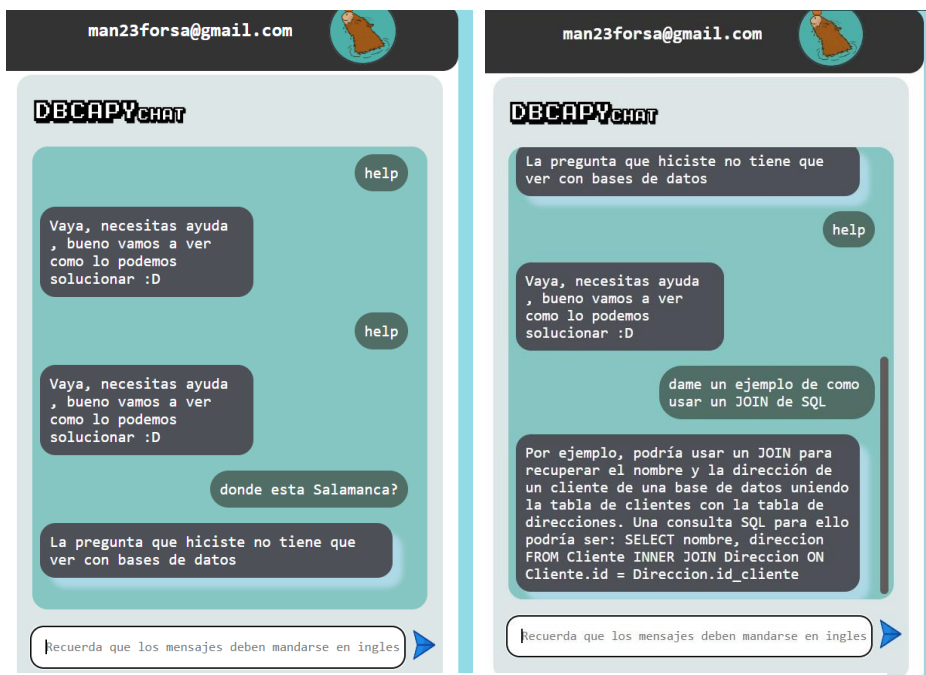 man23forsa@gmail.com
DBCAPYCHAT
help
Vaya, necesitas ayuda
, bueno vamos a ver
como lo podemos
solucionar :D
help
Vaya, necesitas ayuda
, bueno vamos a ver
como lo podemos
solucionar :D
donde esta Salamanca?
La pregunta que hiciste no tiene que
ver con bases de datos
Recuerda que los mensajes deben mandarse en ingles
man23forsa@gmail.com
DBCAPYCHAT
La pregunta que hiciste no tiene que
ver con bases de datos
help
Vaya, necesitas ayuda
, bueno vamos a ver
como lo podemos
solucionar :D
dame un ejemplo de como
usar un JOIN de SQL
Por ejemplo, podría usar un JOIN para
recuperar el nombre y la dirección de
un cliente de una base de datos uniendo
la tabla de clientes con la tabla de
direcciones. Una consulta SQL para ello
podría ser: SELECT nombre, direccion
FROM Cliente INNER JOIN Direccion ON
Cliente.id = Direccion.id_cliente
Recuerda que los mensajes deben mandarse en ingles